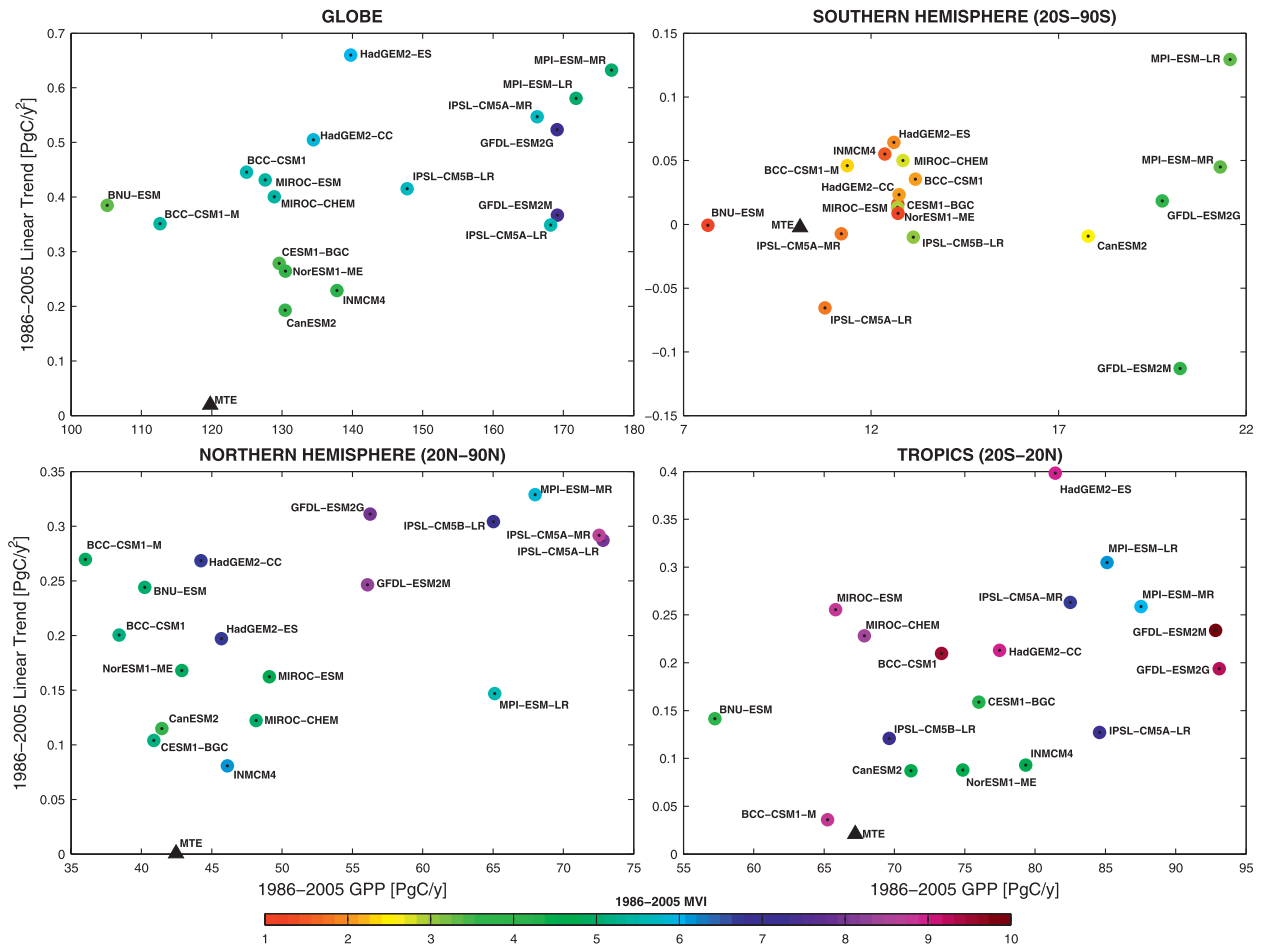 GLOBE
SOUTHERN HEMISPHERE (20S–90S)
1986–2005 Linear Trend [PgC/y²]
0.7
0.6
0.5
0.4
0.3
0.2
0.1
0
100
110
120
130
140
150
160
170
180
HadGEM2–ES
MPI–ESM–MR
MPI–ESM–LR
IPSL–CM5A–MR
GFDL–ESM2G
HadGEM2–CC
BCC–CSM1
MIROC–ESM
IPSL–CM5B–LR
MIROC–CHEM
BNU–ESM
BCC–CSM1–M
GFDL–ESM2M
IPSL–CM5A–LR
CESM1–BGC
NorESM1–ME
INMCM4
CanESM2
MTE
0.15
0.1
0.05
0
−0.05
−0.1
−0.15
7
12
17
22
MPI–ESM–LR
HadGEM2–ES
INMCM4
MIROC–CHEM
MPI–ESM–MR
BCC–CSM1–M
BCC–CSM1
HadGEM2–CC
MIROC–ESM
CESM1–BGC
NorESM1–ME
BNU–ESM
MTE
GFDL–ESM2G
IPSL–CM5A–MR
IPSL–CM5B–LR
CanESM2
IPSL–CM5A–LR
GFDL–ESM2M
NORTHERN HEMISPHERE (20N–90N)
TROPICS (20S–20N)
1986–2005 Linear Trend [PgC/y²]
0.35
0.3
0.25
0.2
0.15
0.1
0.05
0
35
40
45
50
55
60
65
70
75
MPI–ESM–MR
GFDL–ESM2G
IPSL–CM5B–LR
IPSL–CM5A–MR
IPSL–CM5A–LR
BCC–CSM1–M
HadGEM2–CC
BNU–ESM
GFDL–ESM2M
BCC–CSM1
HadGEM2–ES
NorESM1–ME
MIROC–ESM
MPI–ESM–LR
CanESM2
MIROC–CHEM
CESM1–BGC
INMCM4
MTE
1986–2005 GPP [PgC/y]
0.4
0.35
0.3
0.25
0.2
0.15
0.1
0.05
0
55
60
65
70
75
80
85
90
95
HadGEM2–ES
MPI–ESM–LR
MIROC–ESM
IPSL–CM5A–MR
MPI–ESM–MR
MIROC–CHEM
GFDL–ESM2M
BCC–CSM1
HadGEM2–CC
GFDL–ESM2G
CESM1–BGC
BNU–ESM
IPSL–CM5B–LR
IPSL–CM5A–LR
CanESM2
INMCM4
NorESM1–ME
BCC–CSM1–M
MTE
1986–2005 GPP [PgC/y]
1986–2005 MVI
1
2
3
4
5
6
7
8
9
10